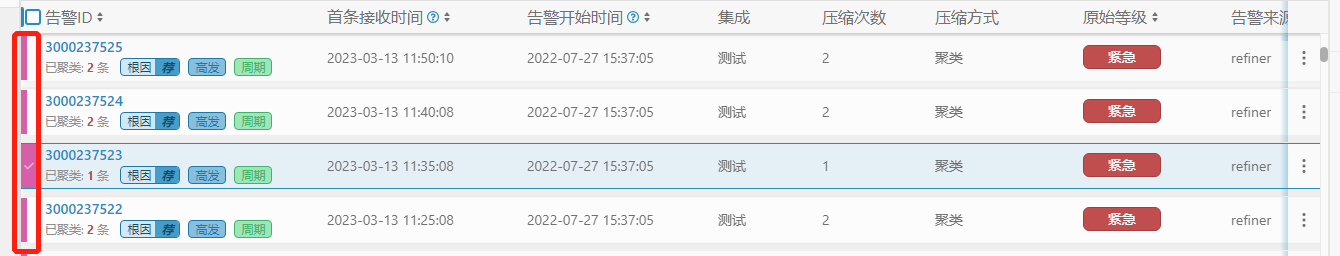 告警ID 首条接收时间 告警开始时间 集成 压缩次数 压缩方式 原始等级 告警来源
3000237525
已聚类: 2 条 根因 荐 高发 周期 2023-03-13 11:50:10 2022-07-27 15:37:05 测试 2 聚类 紧急 refiner
3000237524
已聚类: 2 条 根因 荐 高发 周期 2023-03-13 11:40:08 2022-07-27 15:37:05 测试 2 聚类 紧急 refiner
3000237523
已聚类: 1 条 根因 荐 高发 周期 2023-03-13 11:35:08 2022-07-27 15:37:05 测试 1 聚类 紧急 refiner
3000237522
已聚类: 2 条 根因 荐 高发 周期 2023-03-13 11:25:08 2022-07-27 15:37:05 测试 2 聚类 紧急 refiner